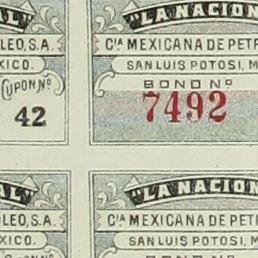 "LA NACION
CIA MEXICANA DE PETR
LEO, S.A.
SAN LUIS POTOSI, M
XICO.
BONO No
CUPON No
7492
42
"LA NACION
CIA MEXICANA DE PETR
LEO, S.A.
SAN LUIS POTOSI, M
XICO.